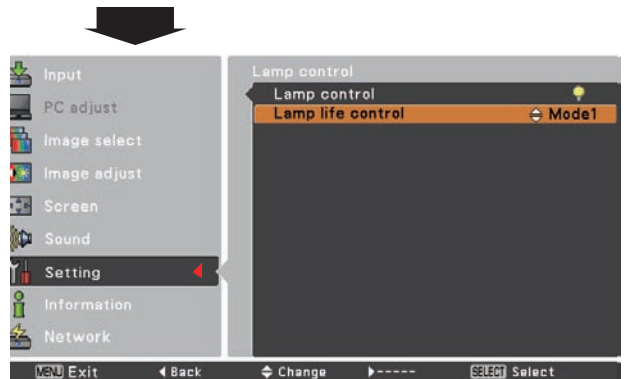 Input
PC adjust
Image select
Image adjust
Screen
Sound
Setting
Information
Network
Lamp control
Lamp control
Lamp life control Mode1
MENU Exit Back Change ----- SELECT Select